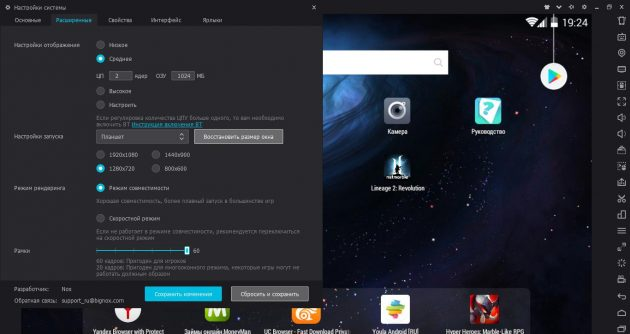 Настройки системы
Основные Расширенные Свойства Интерфейс Ярлыки
Настройки отображения
Низкое
Среднее
ЦП 2 ядер ОЗУ 1024 МБ
Высокое
Настроить
Если регулировка количества ЦПУ больше одного, то вам необходимо
включить ВТ Инструкция включения ВТ
Настройки запуска Планшет Восстановить размер окна
1920x1080 1440x900
1280x720 800x600
Режим рендеринга Режим совместимости
Хорошая совместимость, более плавный запуск в большинстве игр
Скоростной режим
Если не работает в режиме совместимости, рекомендуется переключиться
на скоростной режим
Рамки 60
60 кадров: Пригоден для игроков
20 кадров: Пригодит для многооконного режима, некоторые игры могут не
работать должным образом
Разработчик: Nox
Обратная связь: support_ru@bignox.com
Сохранить изменения Сбросить и сохранить
19:24
Камера
Руководство
netmarble
Lineage 2: Revolution
Yandex Browser with Protect
Займы онлайн MoneyMan
UC Browser - Fast Download Priva
Youla Android [RU]
Hyper Heroes: Marble-Like RPG